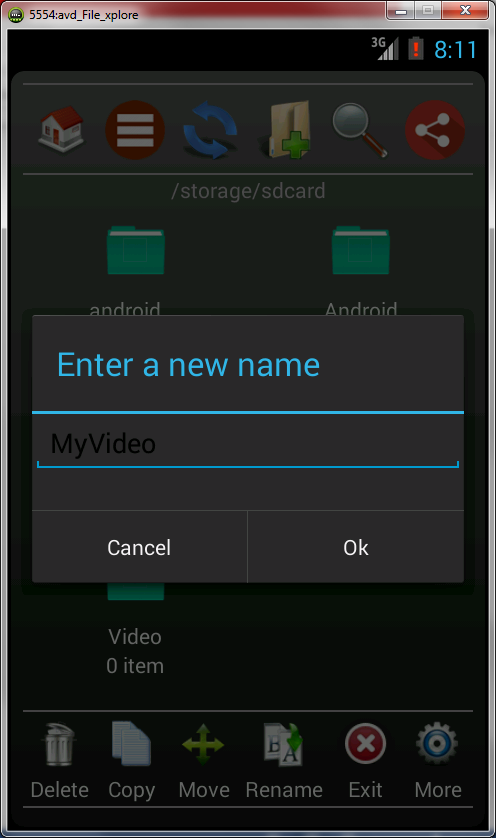 5554:avd_File_xplore
3G 8:11
/storage/sdcard
android Android
Enter a new name
MyVideo
Cancel Ok
Video
0 item
B A
Delete Copy Move Rename Exit More